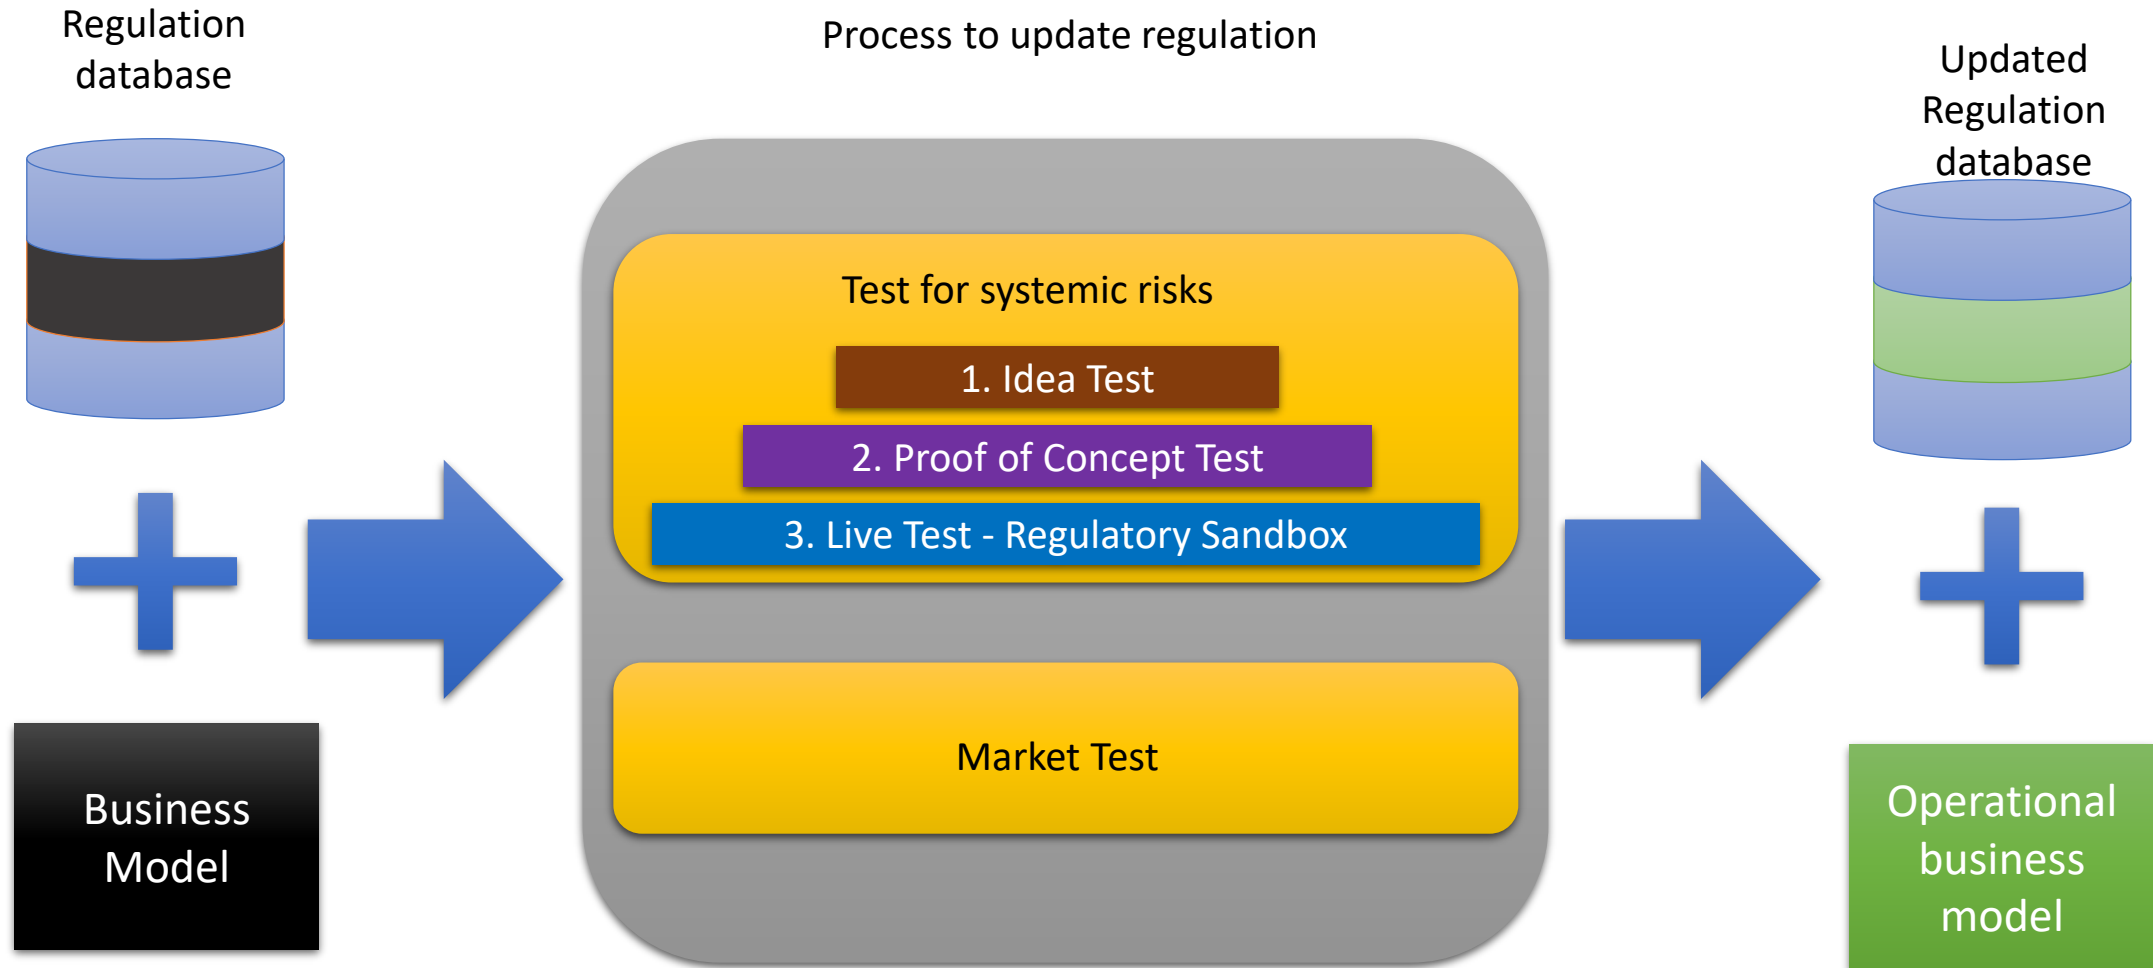 Regulation
database
Process to update regulation
Updated
Regulation
database
Test for systemic risks
1. Idea Test
2. Proof of Concept Test
3. Live Test - Regulatory Sandbox
Market Test
Business
Model
Operational
business
model